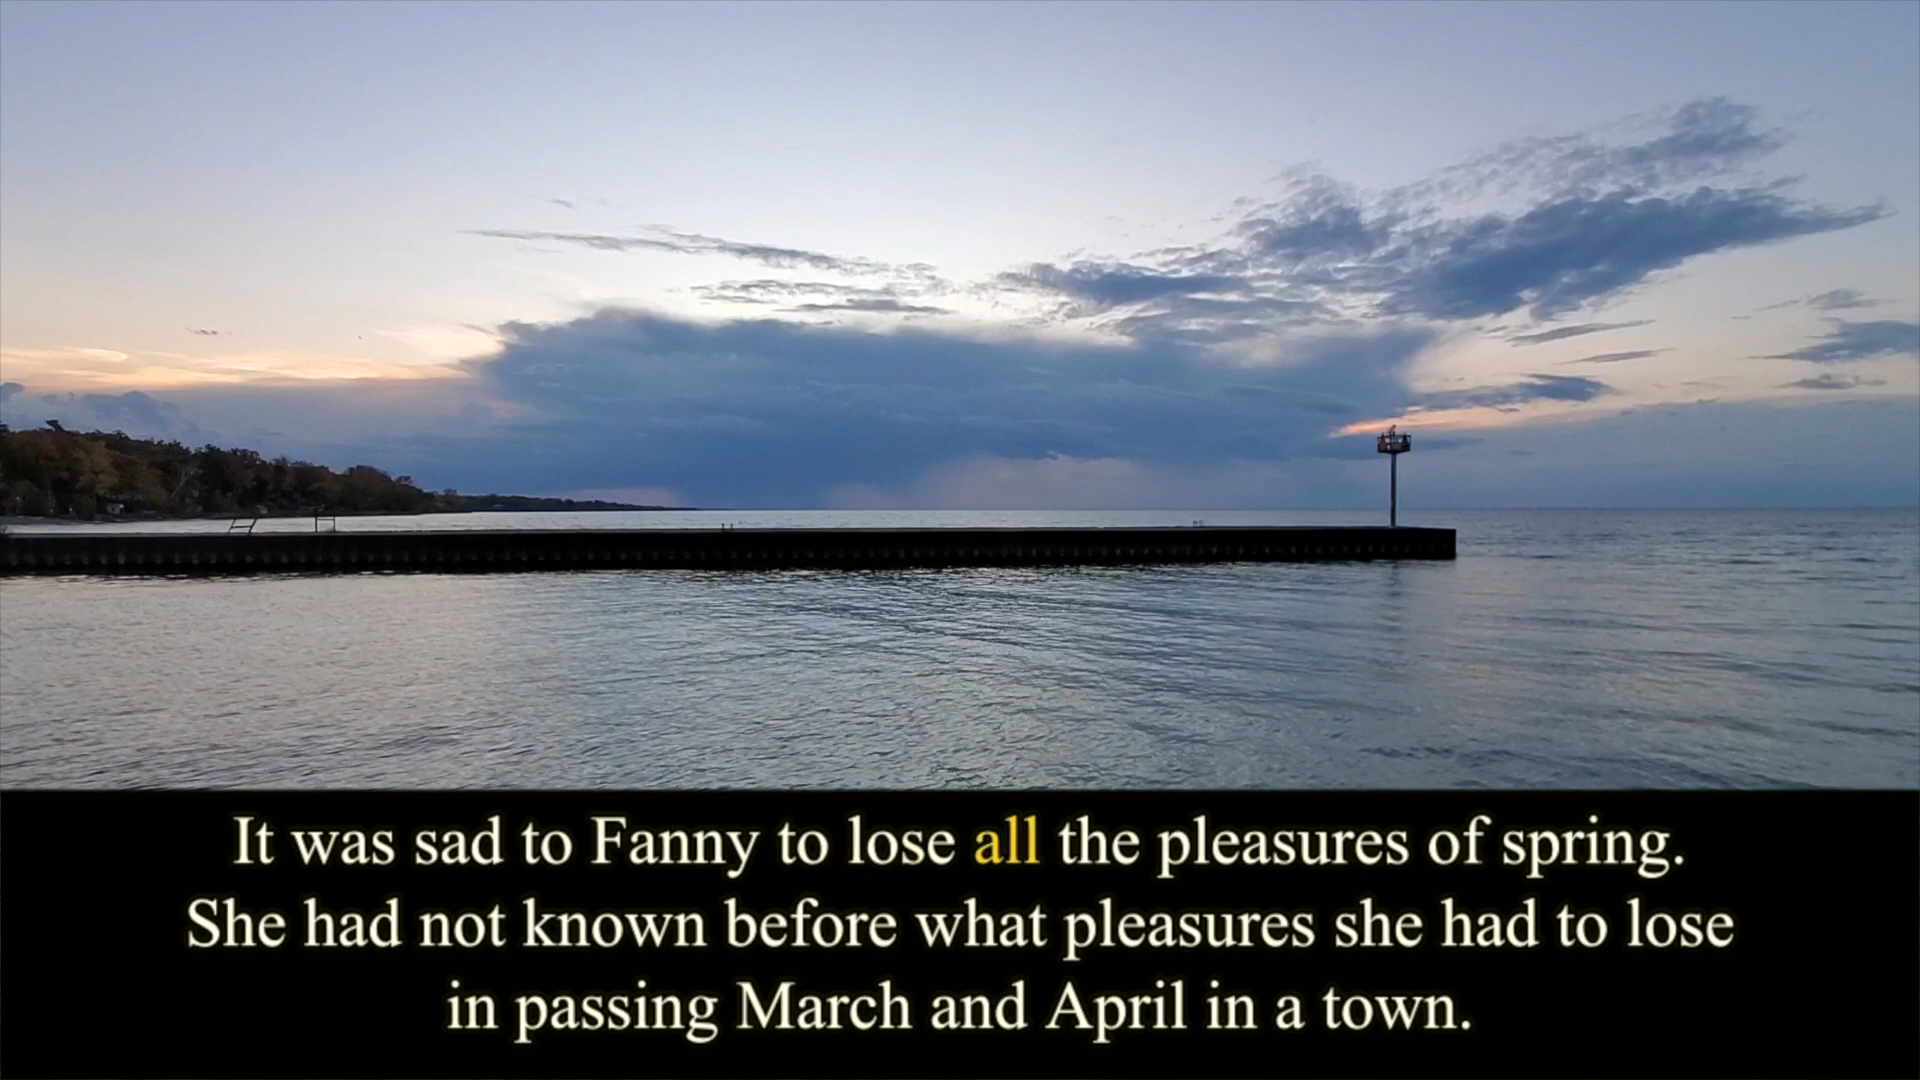 It was sad to Fanny to lose all the pleasures of spring.
She had not known before what pleasures she had to lose
in passing March and April in a town.